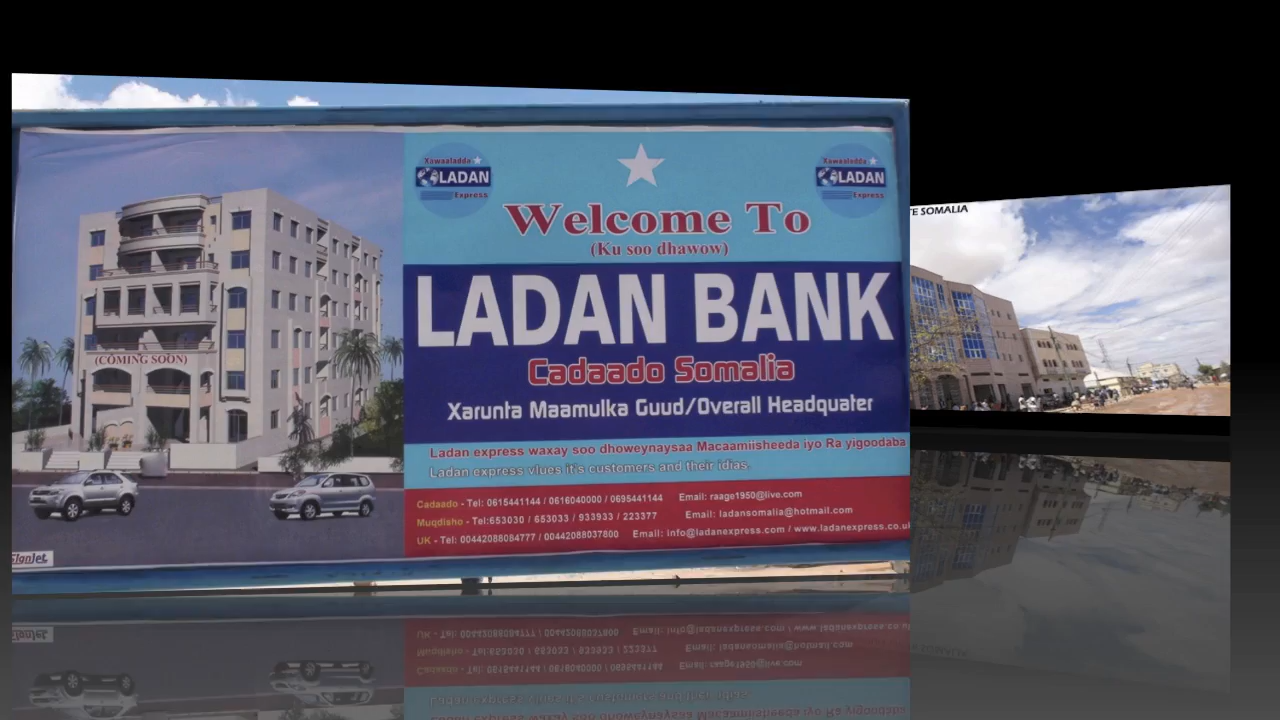 Xawaaladda
LADAN
Express
Xawaaladda
LADAN
Express
Welcome To
(Ku soo dhawow)
LADAN BANK
Cadaado Somalia
Xarunta Maamulka Guud/Overall Headquater
Ladan express waxay soo dhoweynaysaa Macaamiisheeda iyo Ra yigoodaba
Ladan express vlues it's customers and their idias
Cadaado - Tel: 0615441144 / 0616040000 / 0695441144 Email: raage1950@live.com
Muqdisho - Tel:653030 / 653033 / 933933 / 223377 Email: ladansomalia@hotmail.com
UK - Tel: 00442088084777 / 00442088037800 Email: info@ladanexpress.com / www.ladanexpress.co.uk
(COMING SOON)
SignJet
TE SOMALIA